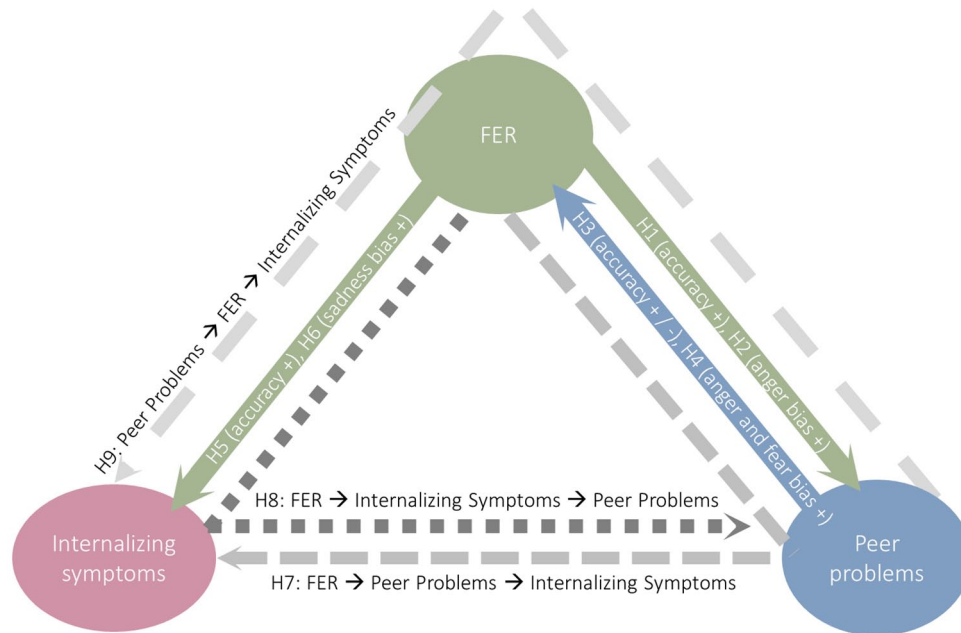 FER
H9: Peer Problems → FER → Internalizing Symptoms
H5 (accuracy +), H6 (sadness bias +)
H3 (accuracy + / -), H4 (anger and fear bias +)
H1 (accuracy +), H2 (anger bias +)
H8: FER → Internalizing Symptoms → Peer Problems
Internalizing
symptoms
Peer
problems
H7: FER → Peer Problems → Internalizing Symptoms